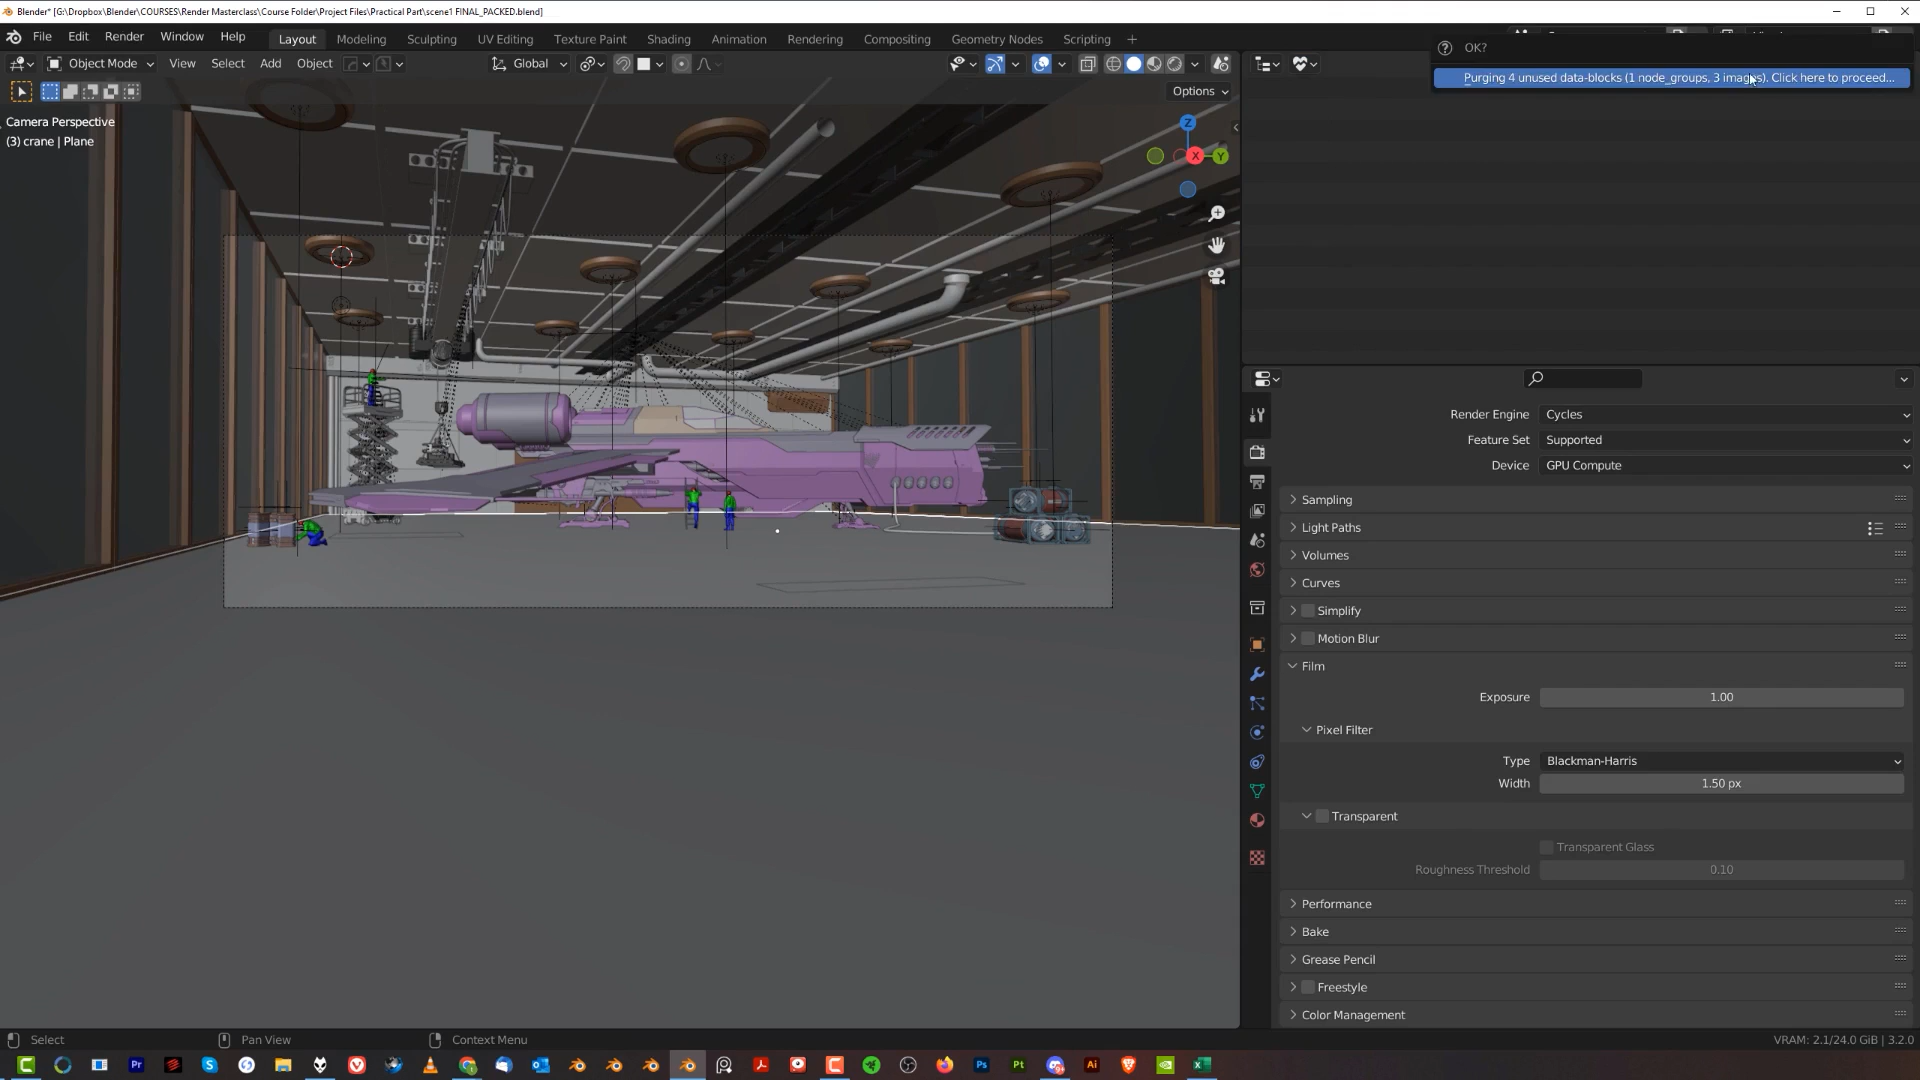 Blender* [G:\Dropbox\Blender\COURSES\Render Masterclass\Course Folder\Project Files\Practical Part\scene1 FINAL_PACKED.blend]
File Edit Render Window Help Layout Modeling Sculpting UV Editing Texture Paint Shading Animation Rendering Compositing Geometry Nodes Scripting +
OK?
Object Mode View Select Add Object Global
Purging 4 unused data-blocks (1 node_groups, 3 images). Click here to proceed...
Options
Camera Perspective
(3) crane | Plane
Z
X
Y
Render Engine Cycles
Feature Set Supported
Device GPU Compute
Sampling
Light Paths
Volumes
Curves
Simplify
Motion Blur
Film
Exposure 1.00
Pixel Filter
Type Blackman-Harris
Width 1.50 px
Transparent
Transparent Glass
Roughness Threshold 0.10
Performance
Bake
Grease Pencil
Freestyle
Color Management
Select Pan View Context Menu VRAM: 2.1/24.0 GiB | 3.2.0
Pr
S
Ps
Pt
Ai